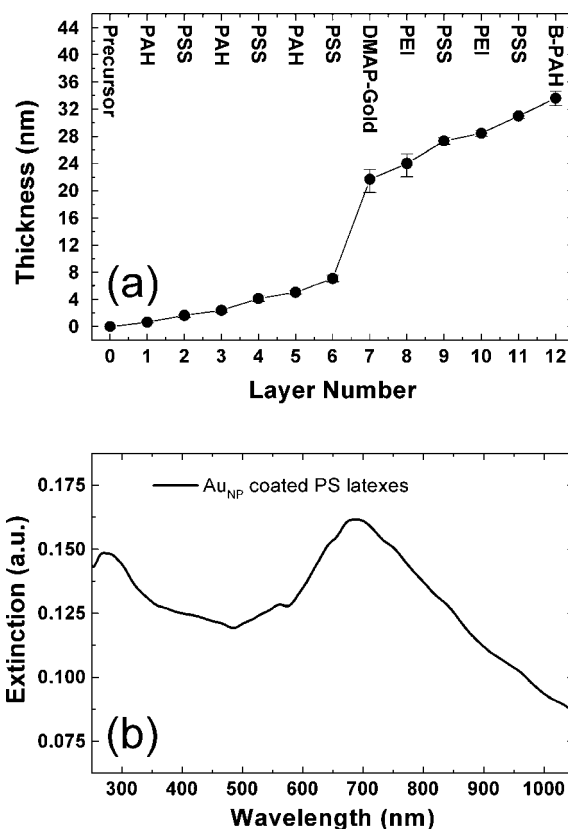 44
40
36
32
28
24
20
16
12
8
4
0
Thickness (nm)
Precursor
PAH
PSS
PAH
PSS
PAH
PSS
DMAP-Gold
PEI
PSS
PEI
PSS
B-PAH
(a)
0 1 2 3 4 5 6 7 8 9 10 11 12
Layer Number
0.175
0.150
0.125
0.100
0.075
Extinction (a.u.)
Au_NP coated PS latexes
(b)
300 400 500 600 700 800 900 1000
Wavelength (nm)